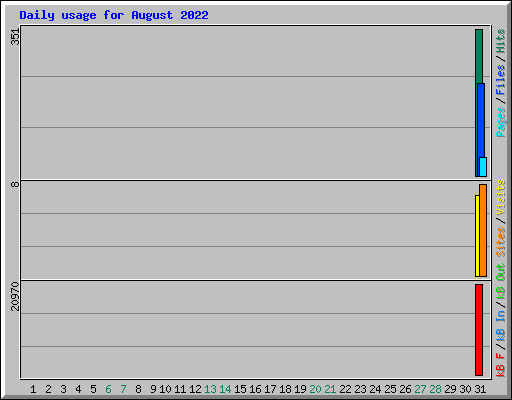 Daily usage for August 2022
351
8
20970
Pages/Files/Hits
Sites/Visits
kB F/kB In/kB Out
1 2 3 4 5 6 7 8 9 10 11 12 13 14 15 16 17 18 19 20 21 22 23 24 25 26 27 28 29 30 31